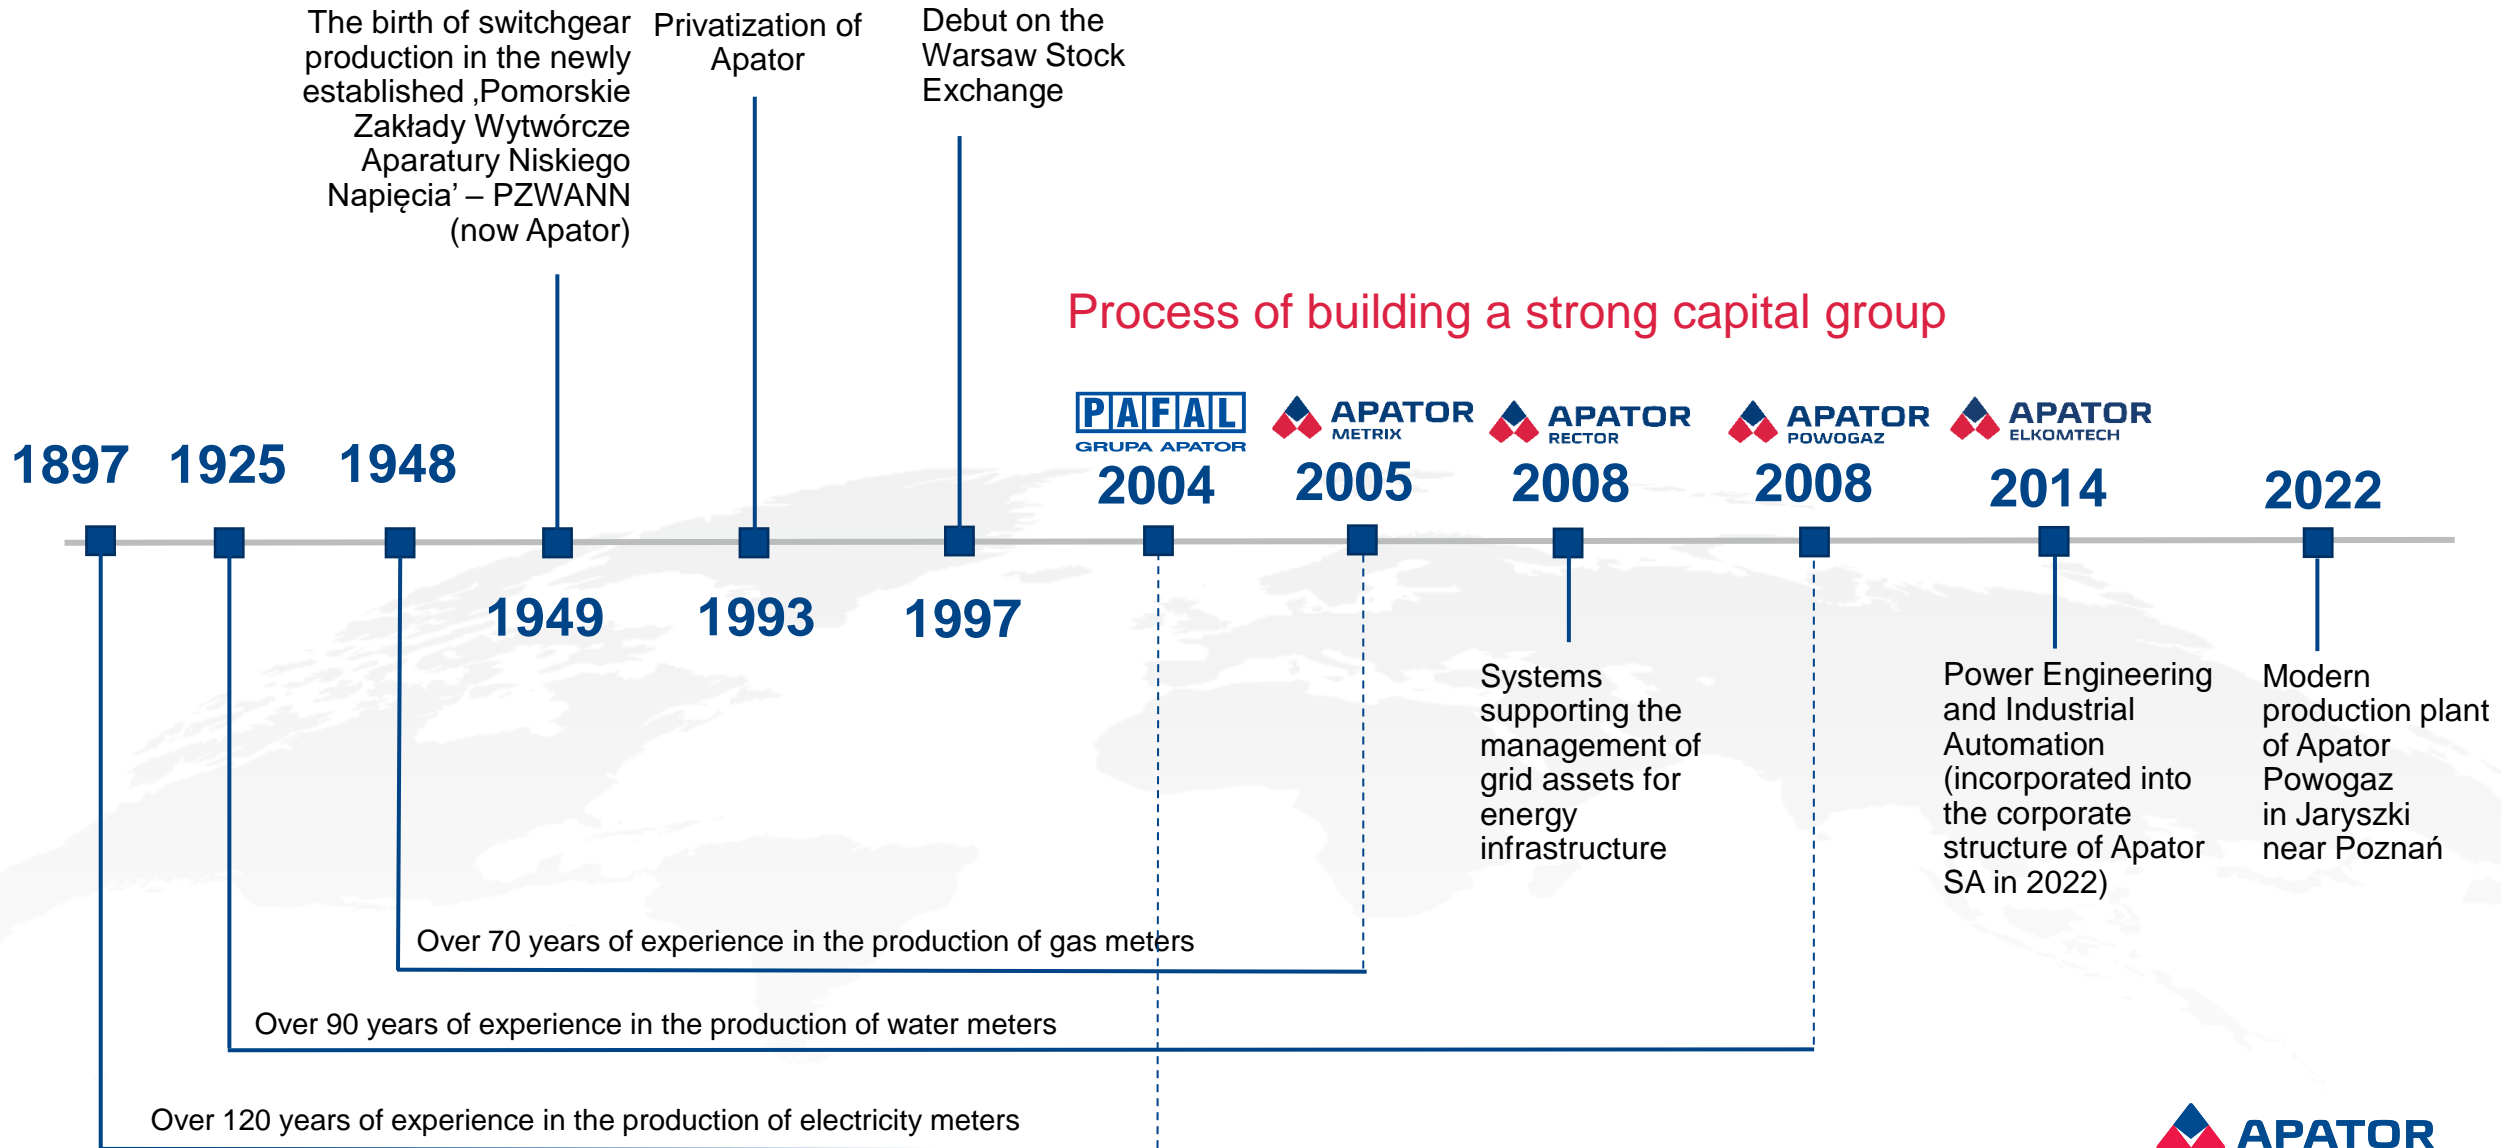 The birth of switchgear
production in the newly
established ‚Pomorskie
Zakłady Wytwórcze
Aparatury Niskiego
Napięcia’ – PZWANN
(now Apator)
Privatization of
Apator
Debut on the
Warsaw Stock
Exchange
Process of building a strong capital group
PAFAL
GRUPA APATOR
APATOR
METRIX
APATOR
RECTOR
APATOR
POWOGAZ
APATOR
ELKOMTECH
1897
1925
1948
2004
2005
2008
2008
2014
2022
1949
1993
1997
Systems
supporting the
management of
grid assets for
energy
infrastructure
Power Engineering
and Industrial
Automation
(incorporated into
the corporate
structure of Apator
SA in 2022)
Modern
production plant
of Apator
Powogaz
in Jaryszki
near Poznań
Over 70 years of experience in the production of gas meters
Over 90 years of experience in the production of water meters
Over 120 years of experience in the production of electricity meters
APATOR